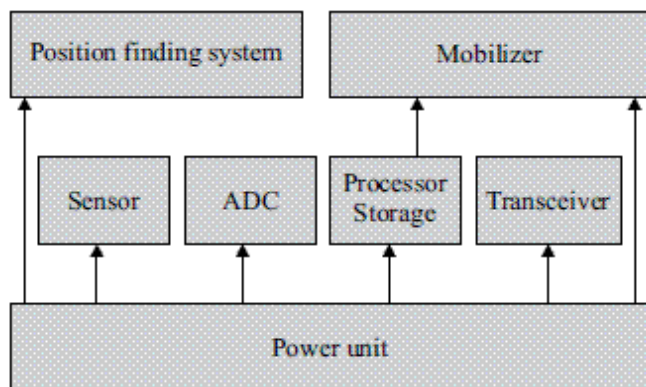 Position finding system
Mobilizer
Sensor
ADC
Processor
Storage
Transceiver
Power unit